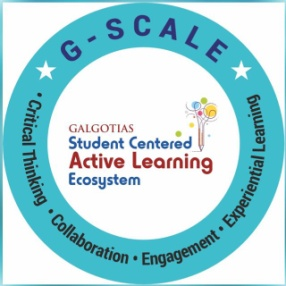 G-SCALE
GALGOTIAS
Student Centered
Active Learning
Ecosystem
• Critical Thinking • Collaboration • Engagement • Experiential Learning